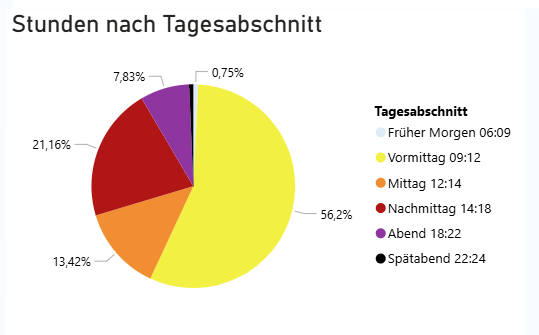 Stunden nach Tagesabschnitt
7,83%
0,75%
21,16%
56,2%
13,42%
Tagesabschnitt
Früher Morgen 06:09
Vormittag 09:12
Mittag 12:14
Nachmittag 14:18
Abend 18:22
Spätabend 22:24